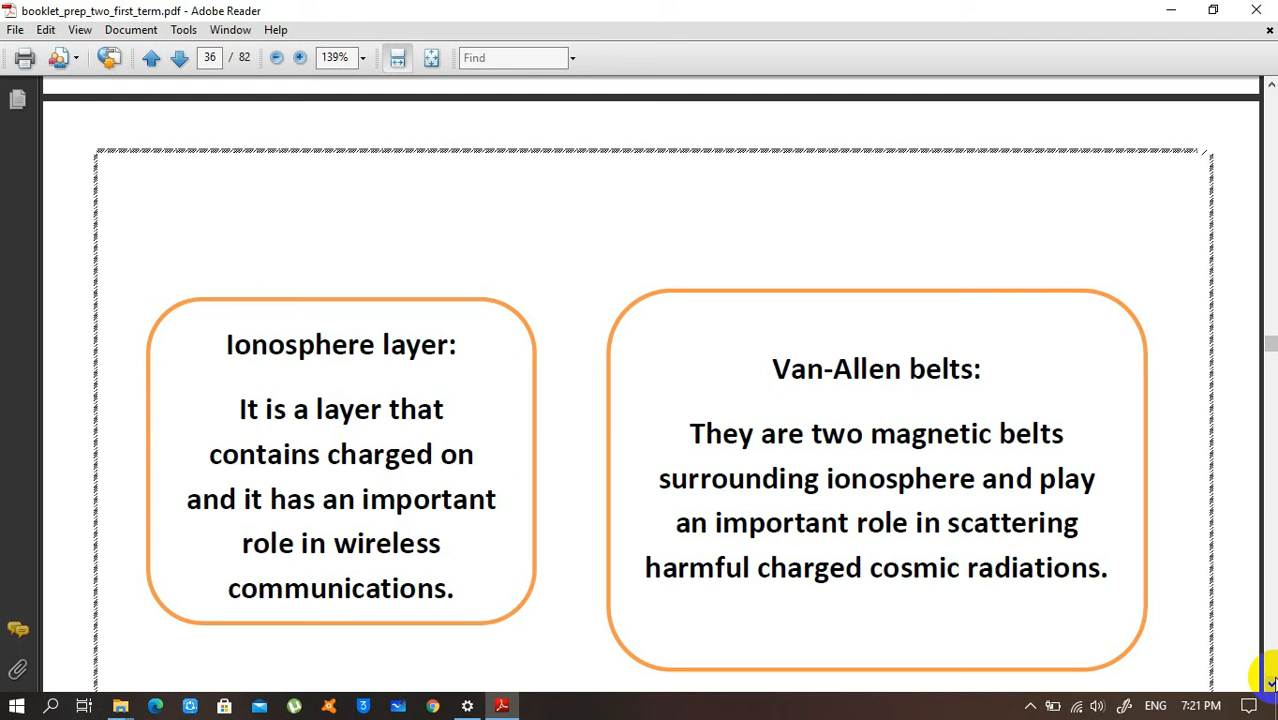 booklet_prep_two_first_term.pdf - Adobe Reader
File Edit View Document Tools Window Help
36 / 82 139% Find
Ionosphere layer:
It is a layer that
contains charged on
and it has an important
role in wireless
communications.
Van-Allen belts:
They are two magnetic belts
surrounding ionosphere and play
an important role in scattering
harmful charged cosmic radiations.
ENG 7:21 PM